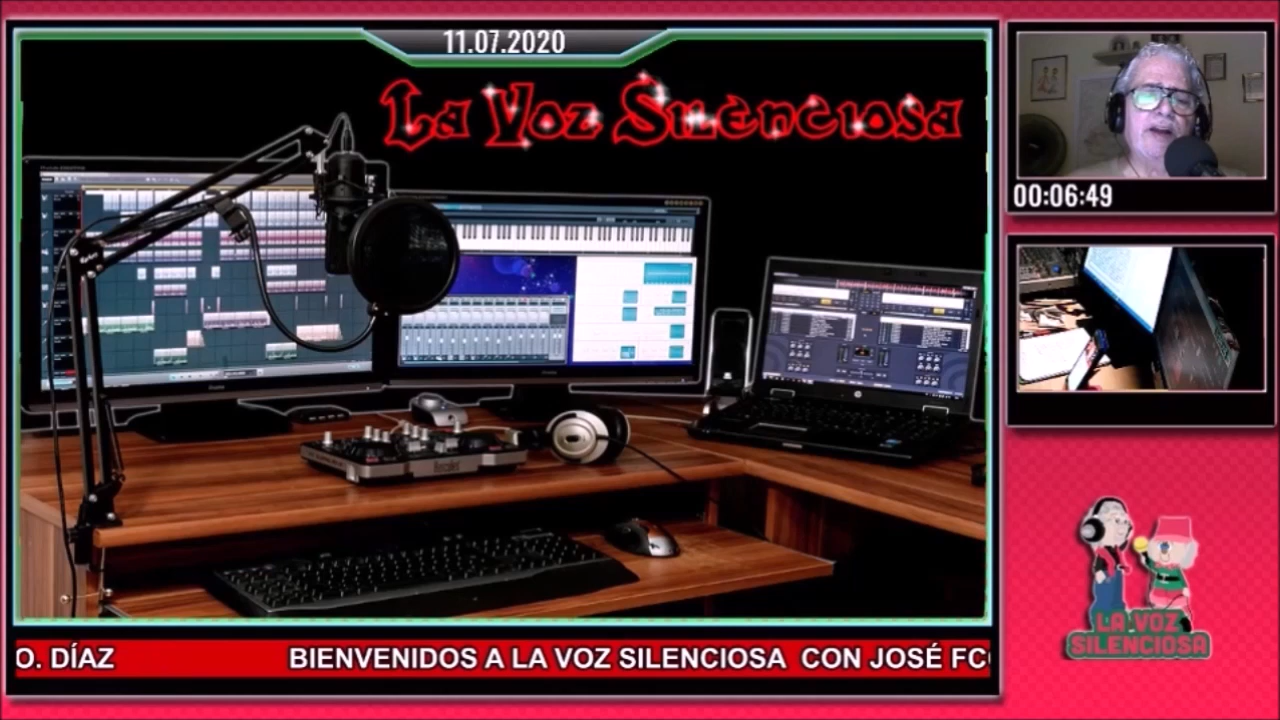 11.07.2020
La Voz Silenciosa
00:06:49
LA VOZ
SILENCIOSA
O. DÍAZ
BIENVENIDOS A LA VOZ SILENCIOSA CON JOSÉ FC